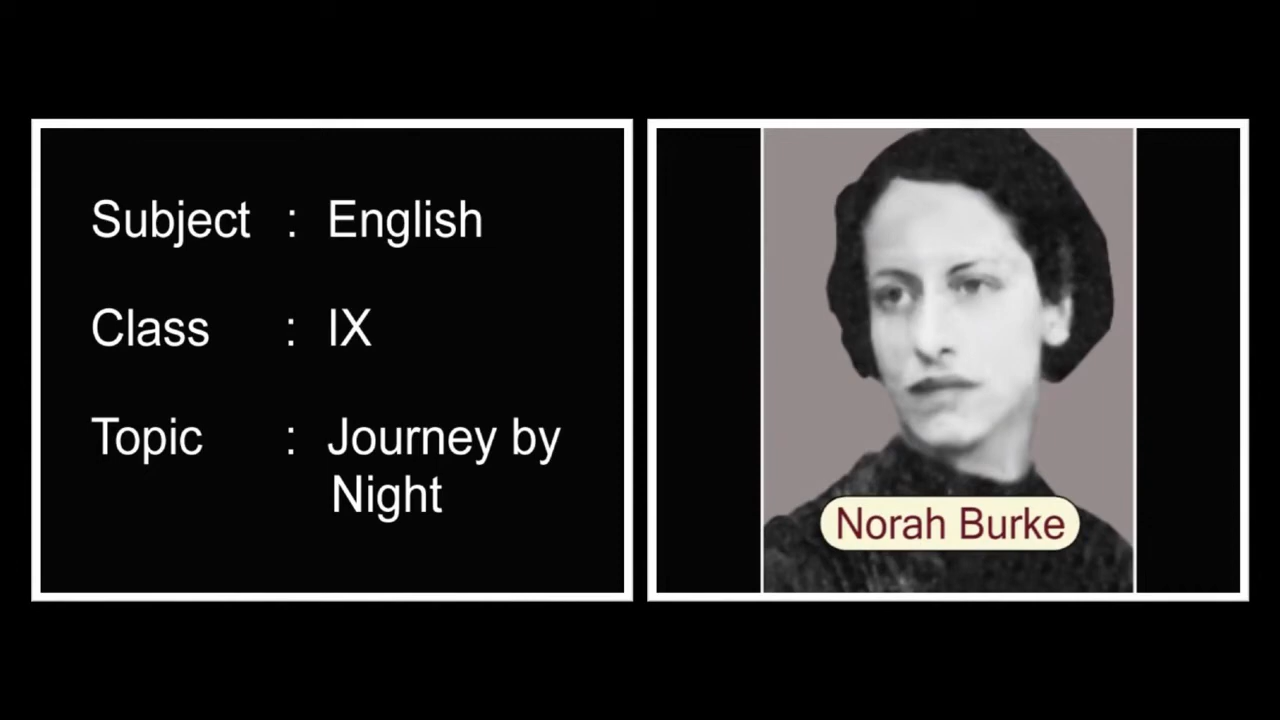 Subject : English
Class : IX
Topic : Journey by
Night
Norah Burke